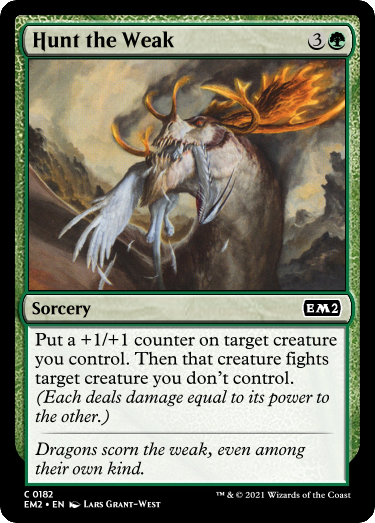 Hunt the Weak 3
Sorcery EM2
Put a +1/+1 counter on target creature
you control. Then that creature fights
target creature you don't control.
(Each deals damage equal to its power to
the other.)
Dragons scorn the weak, even among
their own kind.
C 0182
EM2 • EN Lars Grant-West ™ & © 2021 Wizards of the Coast